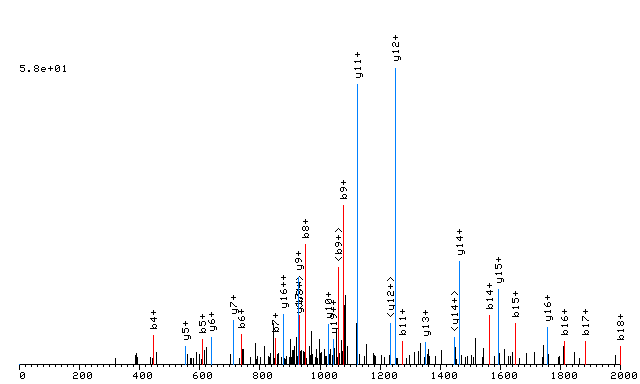 5.8e+01
y12+
y11+
b9+
b8+
<b9+>
y9+
y14+
y15+
y16++
<y12+>
b14+
y7+
b4+
b6+
b7+
y10+
b15+
y16+
y5+
b5+
y6+
b11+
y13+
<y14+>
b16+
b17+
b18+
0 200 400 600 800 1000 1200 1400 1600 1800 2000